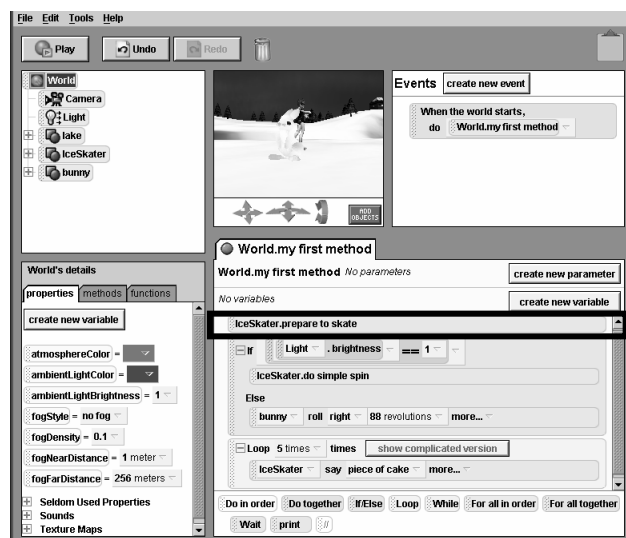 File Edit Tools Help
Play Undo Redo
World
Camera
Light
lake
IceSkater
bunny
ADD
OBJECTS
Events create new event
When the world starts,
do World.my first method
World's details
properties methods functions
create new variable
atmosphereColor =
ambientLightColor =
ambientLightBrightness = 1
fogStyle = no fog
fogDensity = 0.1
fogNearDistance = 1 meter
fogFarDistance = 256 meters
Seldom Used Properties
Sounds
Texture Maps
World.my first method
World.my first method No parameters create new parameter
No variables create new variable
IceSkater.prepare to skate
If Light . brightness == 1
IceSkater.do simple spin
Else
bunny roll right 88 revolutions more...
Loop 5 times times show complicated version
IceSkater say piece of cake more...
Do in order Do together If/Else Loop While For all in order For all together
Wait print //